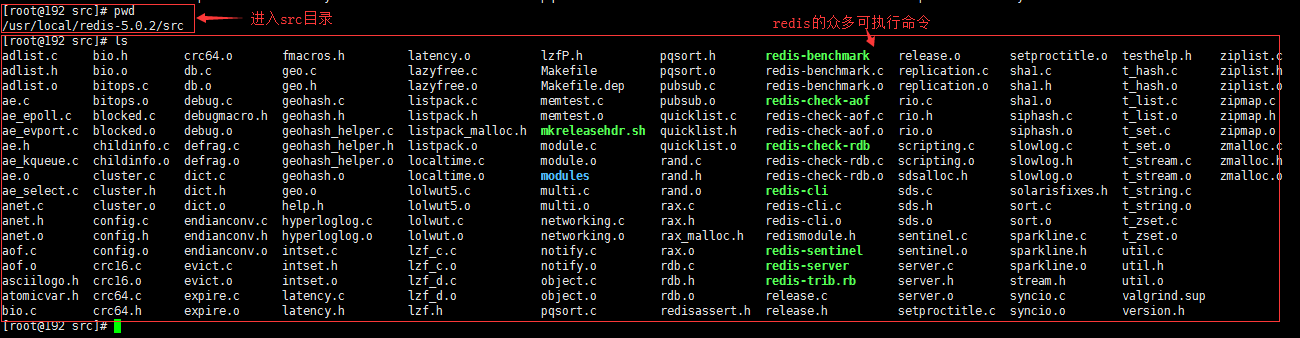 [root@192 src]# pwd
/usr/local/redis-5.0.2/src
进入src目录
redis的众多可执行命令
[root@192 src]# ls
adlist.c bio.h crc64.o fmacros.h latency.o lzfP.h pqsort.h redis-benchmark release.o setproctitle.o testhelp.h ziplist.c
adlist.h bio.o db.c geo.c lazyfree.c Makefile pqsort.o redis-benchmark.c replication.c sha1.c t_hash.c ziplist.h
adlist.o bitops.c db.o geo.h lazyfree.o Makefile.dep pubsub.c redis-benchmark.o replication.o sha1.h t_hash.o ziplist.o
ae.c bitops.o debug.c geohash.c listpack.c memtest.c pubsub.o redis-check-aof rio.c sha1.o t_list.c zipmap.c
ae_epoll.c blocked.c debugmacro.h geohash.h listpack.h memtest.o quicklist.c redis-check-aof.c rio.h siphash.c t_list.o zipmap.h
ae_evport.c blocked.o debug.o geohash_helper.c listpack_malloc.h mkreleasehdr.sh quicklist.h redis-check-aof.o rio.o siphash.o t_set.c zipmap.o
ae.h childinfo.c defrag.c geohash_helper.h listpack.o module.c quicklist.o redis-check-rdb scripting.c slowlog.c t_set.o zmalloc.c
ae_kqueue.c childinfo.o defrag.o geohash_helper.o localtime.c module.o rand.c redis-check-rdb.c scripting.o slowlog.h t_stream.c zmalloc.h
ae.o cluster.c dict.c geohash.o localtime.o modules rand.h redis-check-rdb.o sdsalloc.h slowlog.o t_stream.o zmalloc.o
ae_select.c cluster.h dict.h geo.o lolwut5.c multi.c rand.o redis-cli sds.c solarisfixes.h t_string.c
anet.c cluster.o dict.o help.h lolwut5.o multi.o rax.c redis-cli.c sds.h sort.c t_string.o
anet.h config.c endianconv.c hyperloglog.c lolwut.c networking.c rax.h redis-cli.o sds.o sort.o t_zset.c
anet.o config.h endianconv.h hyperloglog.o lolwut.o networking.o rax_malloc.h redismodule.h sentinel.c sparkline.c t_zset.o
aof.c config.o endianconv.o intset.c lzf_c.c notify.c rax.o redis-sentinel sentinel.o sparkline.h util.c
aof.o crc16.c evict.c intset.h lzf_c.o notify.o rdb.c redis-server server.c sparkline.o util.h
asciilogo.h crc16.o evict.o intset.o lzf_d.c object.c rdb.h redis-trib.rb server.h stream.h util.o
atomicvar.h crc64.c expire.c latency.c lzf_d.o object.o rdb.o release.c server.o syncio.c valgrind.sup
bio.c crc64.h expire.o latency.h lzf.h pqsort.c redisassert.h release.h setproctitle.c syncio.o version.h
[root@192 src]#